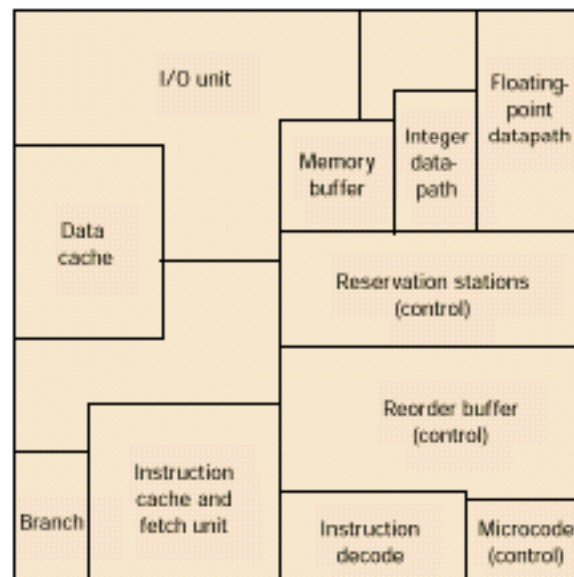 I/O unit
Floating-
point
datapath
Memory
buffer
Integer
data-
path
Data
cache
Reservation stations
(control)
Reorder buffer
(control)
Instruction
cache and
fetch unit
Branch
Instruction
decode
Microcode
(control)